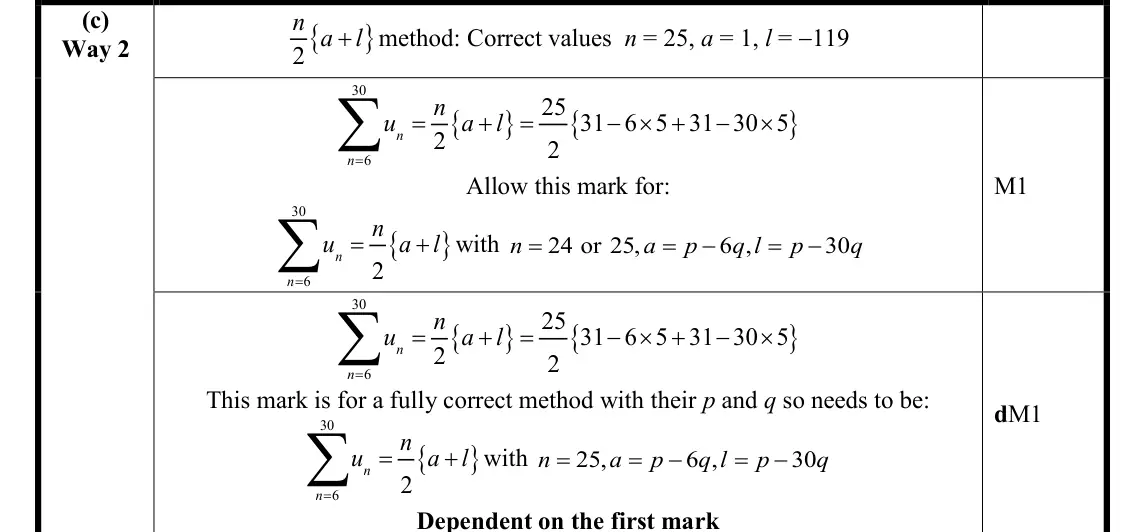 (c)
Way 2
n/2 {a + l} method: Correct values n = 25, a = 1, l = –119
∑_{n=6}^{30} u_n = n/2 {a + l} = 25/2 {31 − 6 × 5 + 31 − 30 × 5}
Allow this mark for:
M1
∑_{n=6}^{30} u_n = n/2 {a + l} with n = 24 or 25, a = p − 6q, l = p − 30q
∑_{n=6}^{30} u_n = n/2 {a + l} = 25/2 {31 − 6 × 5 + 31 − 30 × 5}
This mark is for a fully correct method with their p and q so needs to be:
dM1
∑_{n=6}^{30} u_n = n/2 {a + l} with n = 25, a = p − 6q, l = p − 30q
Dependent on the first mark